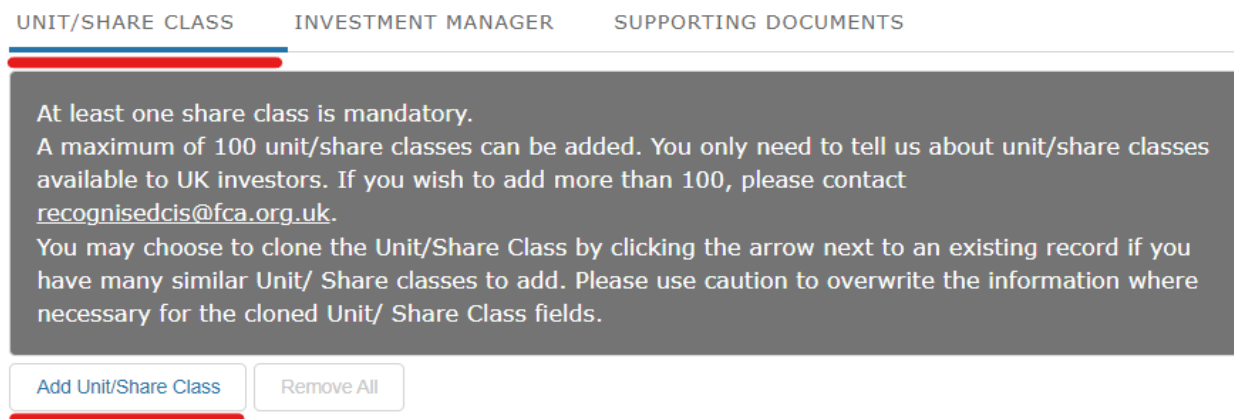 UNIT/SHARE CLASS INVESTMENT MANAGER SUPPORTING DOCUMENTS
At least one share class is mandatory.
A maximum of 100 unit/share classes can be added. You only need to tell us about unit/share classes
available to UK investors. If you wish to add more than 100, please contact
recognisedcis@fca.org.uk.
You may choose to clone the Unit/Share Class by clicking the arrow next to an existing record if you
have many similar Unit/ Share classes to add. Please use caution to overwrite the information where
necessary for the cloned Unit/ Share Class fields.
Add Unit/Share Class Remove All